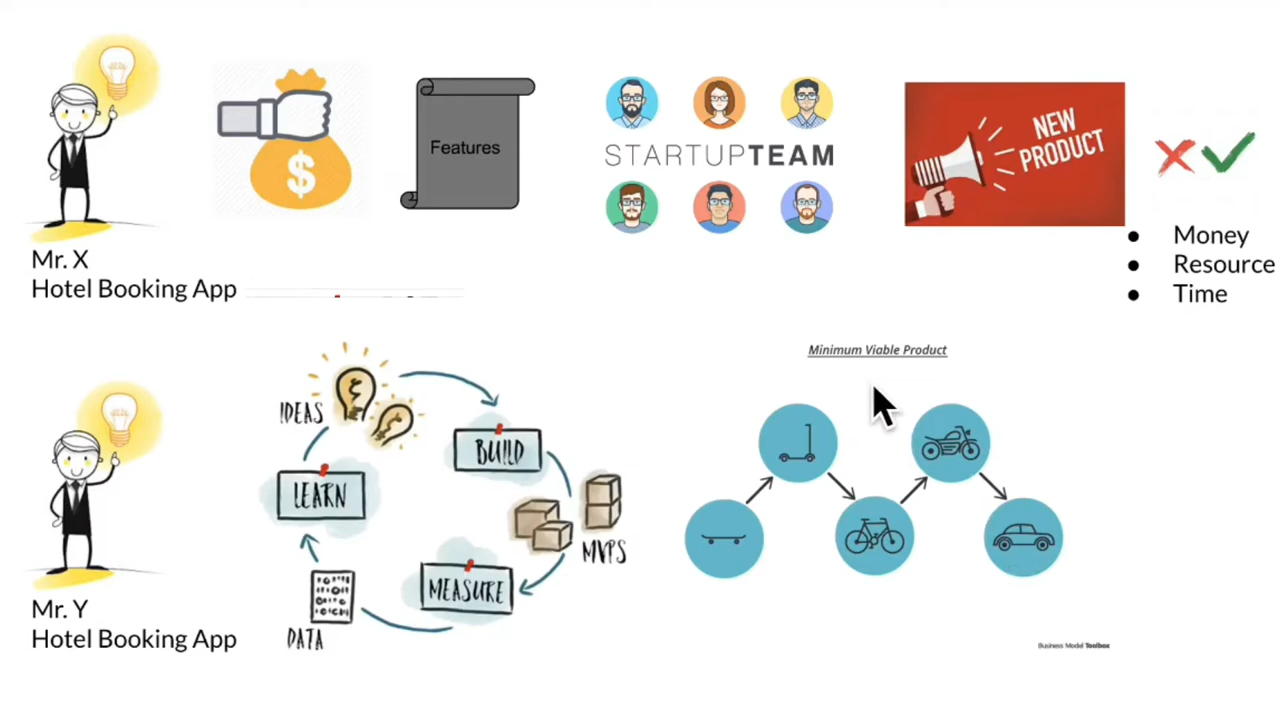 Mr. X
Hotel Booking App
$
Features
STARTUPTEAM
NEW
PRODUCT
Money
Resource
Time
Mr. Y
Hotel Booking App
IDEAS
BUILD
LEARN
MVPS
MEASURE
DATA
Minimum Viable Product
Business Model Toolbox